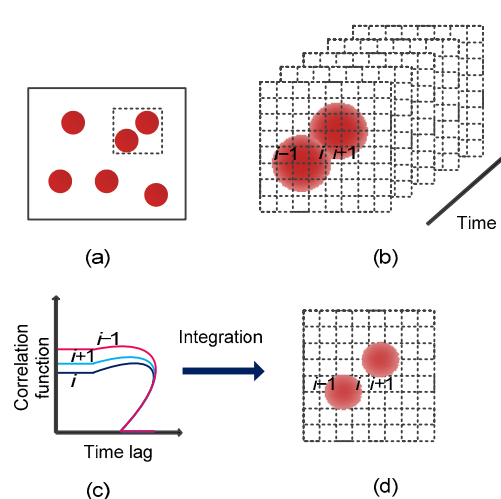 (a)
i−1 i i+1
Time
(b)
Correlation
function
i−1
i+1
i
Time lag
(c)
Integration
i−1 i i+1
(d)